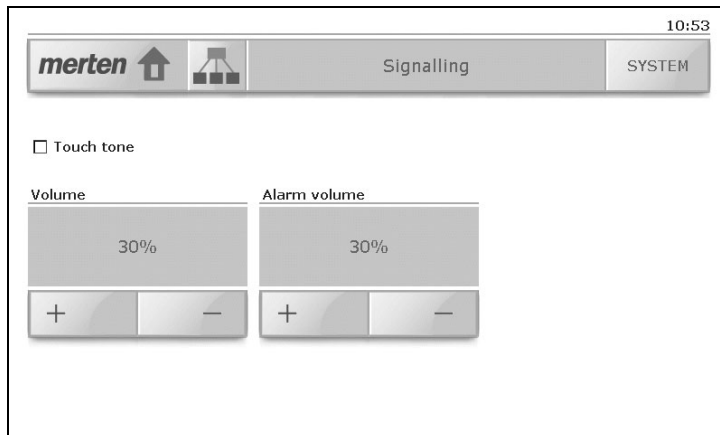 10:53
merten Signalling SYSTEM
Touch tone
Volume Alarm volume
30% 30%
+ − + −